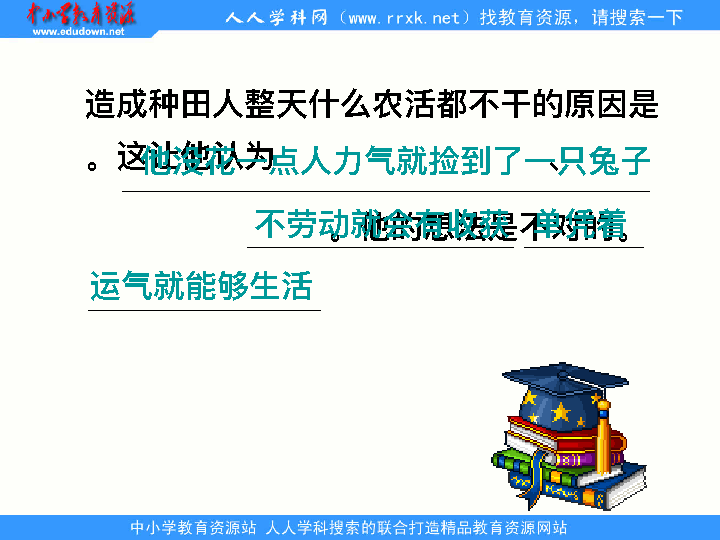 中小学教育资源
www.edudown.net
人人学科网（www.rrxk.net）找教育资源，请搜索一下
造成种田人整天什么农活都不干的原因是
他没花一点人力气就捡到了一只兔子
。这让他认为、
不劳动就会有收获 单凭着
。他的想法是不对的。
运气就能够生活
中小学教育资源站 人人学科搜索的联合打造精品教育资源网站